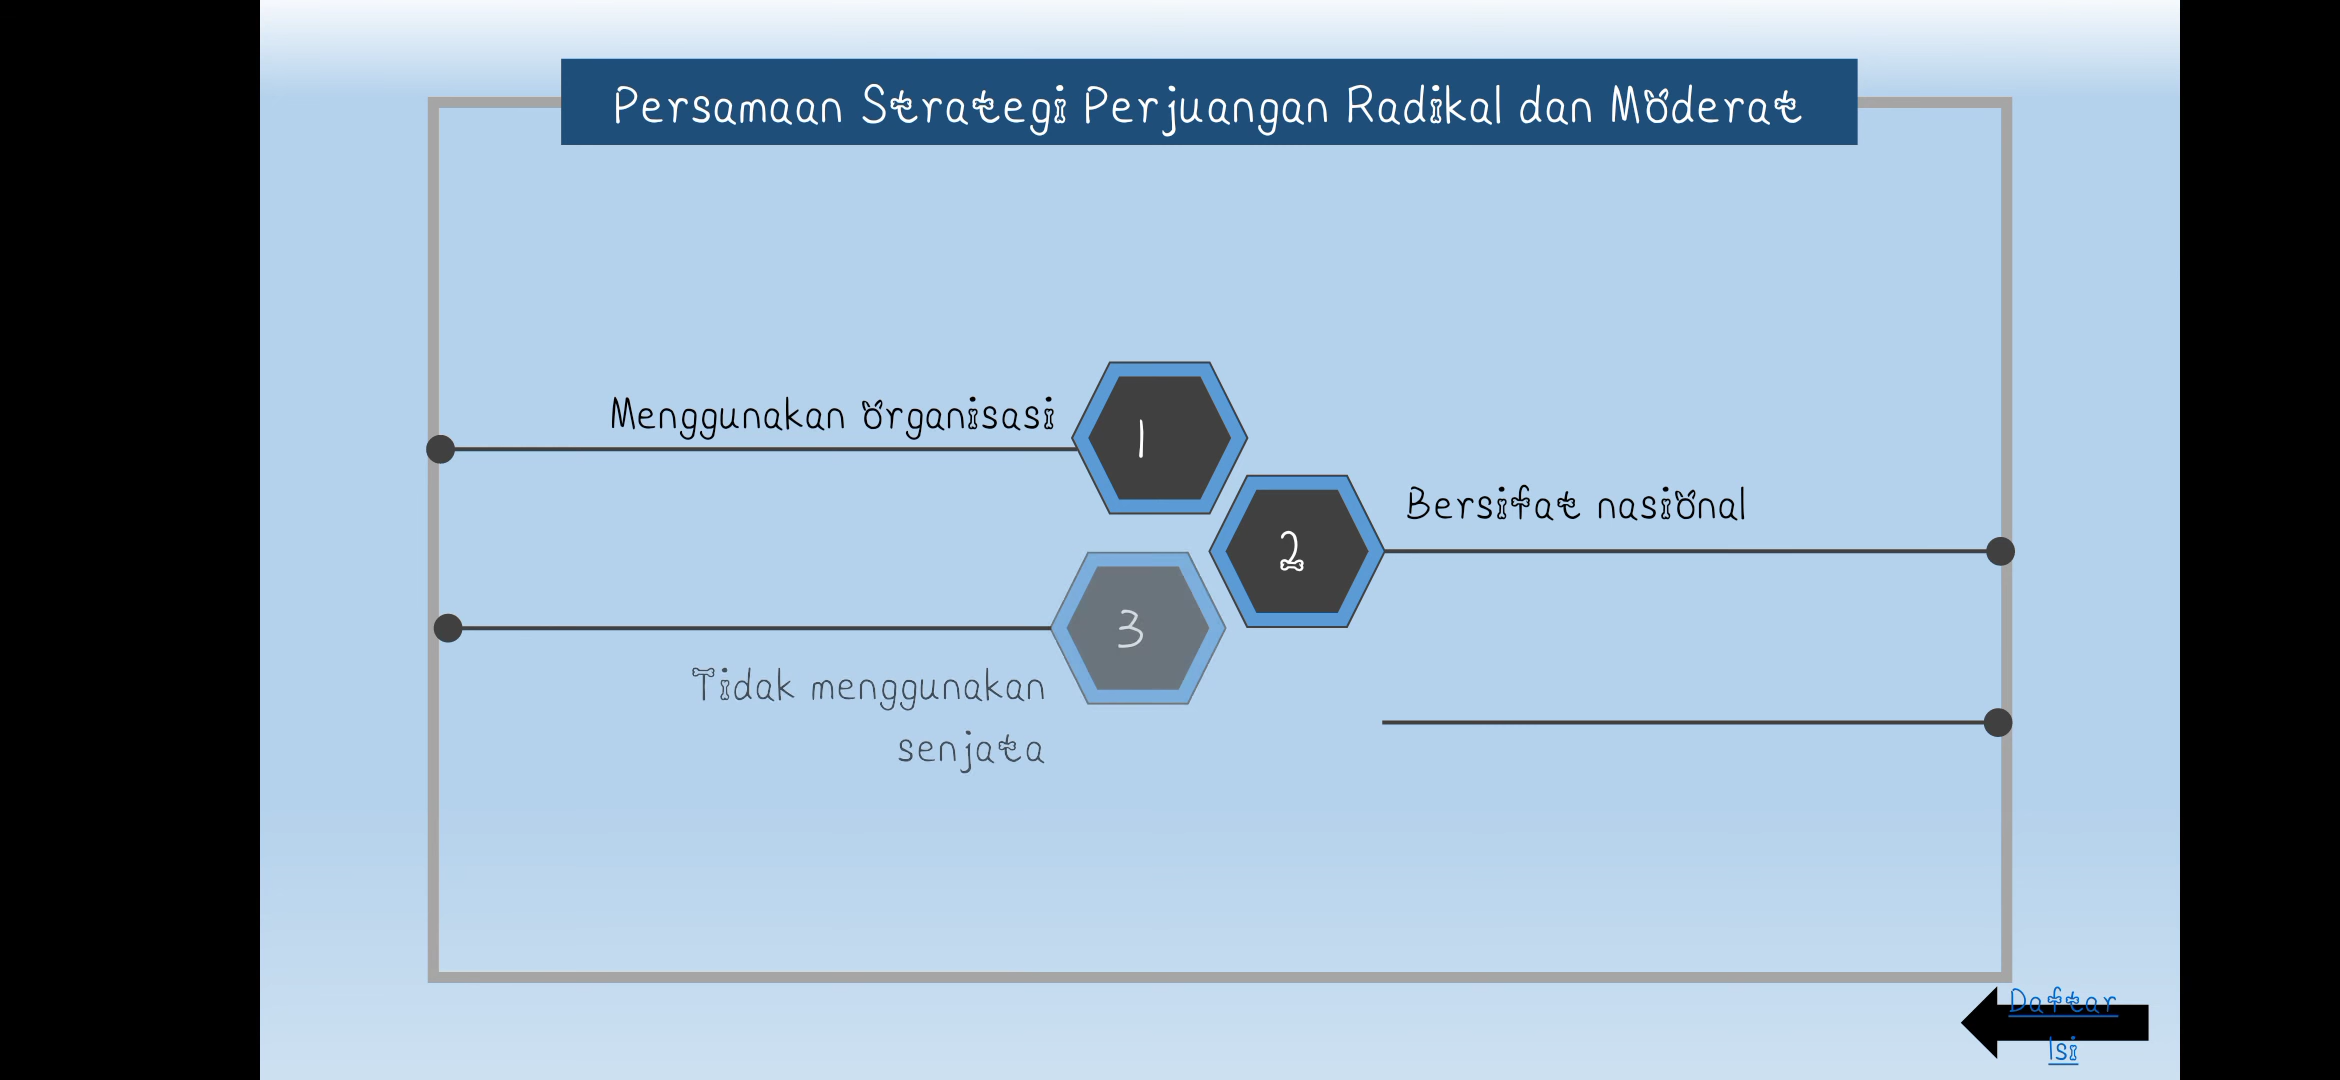 Persamaan Strategi Perjuangan Radikal dan Moderat
Menggunakan organisasi
1
Bersifat nasional
2
3
Tidak menggunakan
senjata
Daftar
Isi